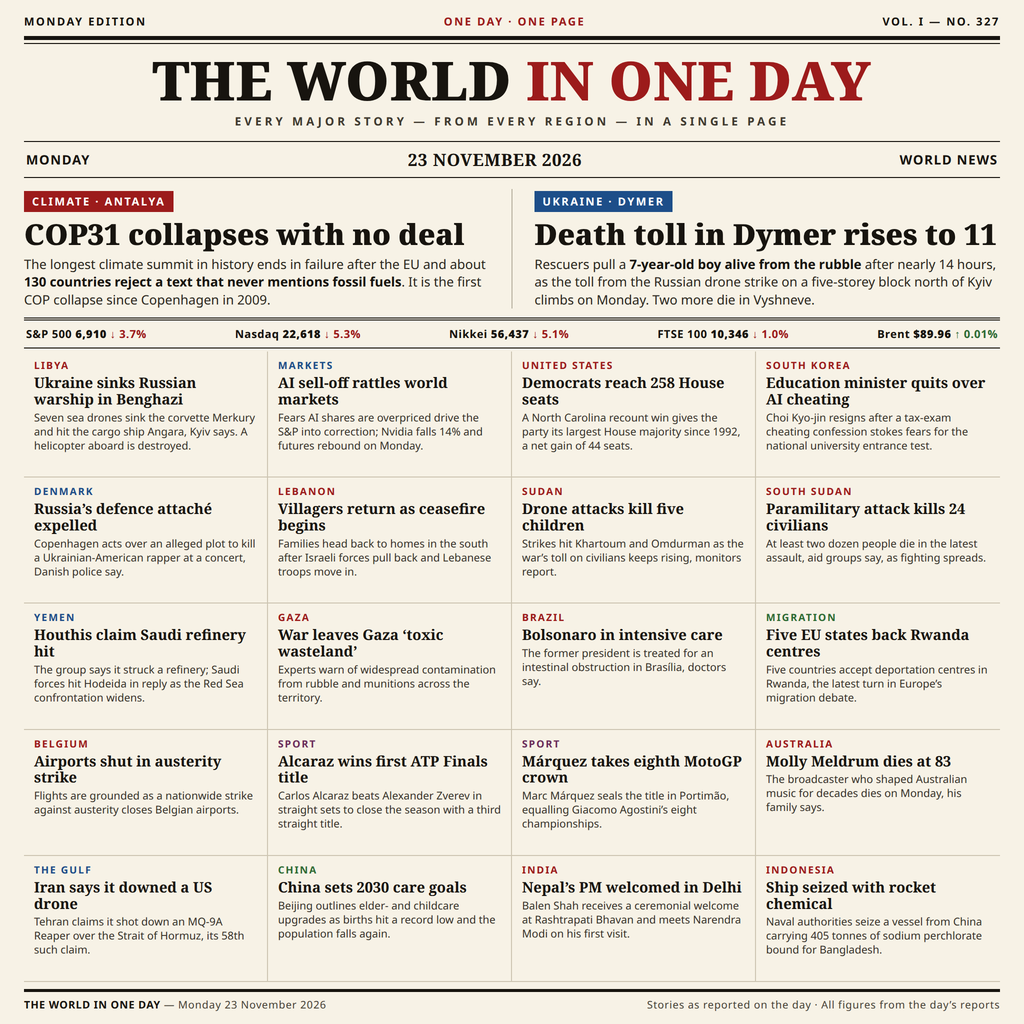 MONDAY EDITION
ONE DAY · ONE PAGE
VOL. I — NO. 327
THE WORLD IN ONE DAY
EVERY MAJOR STORY — FROM EVERY REGION — IN A SINGLE PAGE
MONDAY
23 NOVEMBER 2026
WORLD NEWS
CLIMATE · ANTALYA
COP31 collapses with no deal
The longest climate summit in history ends in failure after the EU and about
130 countries reject a text that never mentions fossil fuels. It is the first
COP collapse since Copenhagen in 2009.
UKRAINE · DYMER
Death toll in Dymer rises to 11
Rescuers pull a 7-year-old boy alive from the rubble after nearly 14 hours,
as the toll from the Russian drone strike on a five-storey block north of Kyiv
climbs on Monday. Two more die in Vyshneve.
S&P 500 6,910 ↓ 3.7%
Nasdaq 22,618 ↓ 5.3%
Nikkei 56,437 ↓ 5.1%
FTSE 100 10,346 ↓ 1.0%
Brent $89.96 ↑ 0.01%
LIBYA
Ukraine sinks Russian
warship in Benghazi
Seven sea drones sink the corvette Merkury
and hit the cargo ship Angara, Kyiv says. A
helicopter aboard is destroyed.
MARKETS
AI sell-off rattles world
markets
Fears AI shares are overpriced drive the
S&P into correction; Nvidia falls 14% and
futures rebound on Monday.
UNITED STATES
Democrats reach 258 House
seats
A North Carolina recount win gives the
party its largest House majority since 1992,
a net gain of 44 seats.
SOUTH KOREA
Education minister quits over
AI cheating
Choi Kyo-jin resigns after a tax-exam
cheating confession stokes fears for the
national university entrance test.
DENMARK
Russia’s defence attaché
expelled
Copenhagen acts over an alleged plot to kill
a Ukrainian-American rapper at a concert,
Danish police say.
LEBANON
Villagers return as ceasefire
begins
Families head back to homes in the south
after Israeli forces pull back and Lebanese
troops move in.
SUDAN
Drone attacks kill five
children
Strikes hit Khartoum and Omdurman as the
war’s toll on civilians keeps rising, monitors
report.
SOUTH SUDAN
Paramilitary attack kills 24
civilians
At least two dozen people die in the latest
assault, aid groups say, as fighting spreads.
YEMEN
Houthis claim Saudi refinery
hit
The group says it struck a refinery; Saudi
forces hit Hodeida in reply as the Red Sea
confrontation widens.
GAZA
War leaves Gaza ‘toxic
wasteland’
Experts warn of widespread contamination
from rubble and munitions across the
territory.
BRAZIL
Bolsonaro in intensive care
The former president is treated for an
intestinal obstruction in Brasília, doctors
say.
MIGRATION
Five EU states back Rwanda
centres
Five countries accept deportation centres in
Rwanda, the latest turn in Europe’s
migration debate.
BELGIUM
Airports shut in austerity
strike
Flights are grounded as a nationwide strike
against austerity closes Belgian airports.
SPORT
Alcaraz wins first ATP Finals
title
Carlos Alcaraz beats Alexander Zverev in
straight sets to close the season with a third
straight title.
SPORT
Márquez takes eighth MotoGP
crown
Marc Márquez seals the title in Portimão,
equalling Giacomo Agostini’s eight
championships.
AUSTRALIA
Molly Meldrum dies at 83
The broadcaster who shaped Australian
music for decades dies on Monday, his
family says.
THE GULF
Iran says it downed a US
drone
Tehran claims it shot down an MQ-9A
Reaper over the Strait of Hormuz, its 58th
such claim.
CHINA
China sets 2030 care goals
Beijing outlines elder- and childcare
upgrades as births hit a record low and the
population falls again.
INDIA
Nepal’s PM welcomed in Delhi
Balen Shah receives a ceremonial welcome
at Rashtrapati Bhavan and meets Narendra
Modi on his first visit.
INDONESIA
Ship seized with rocket
chemical
Naval authorities seize a vessel from China
carrying 405 tonnes of sodium perchlorate
bound for Bangladesh.
THE WORLD IN ONE DAY — Monday 23 November 2026
Stories as reported on the day · All figures from the day’s reports